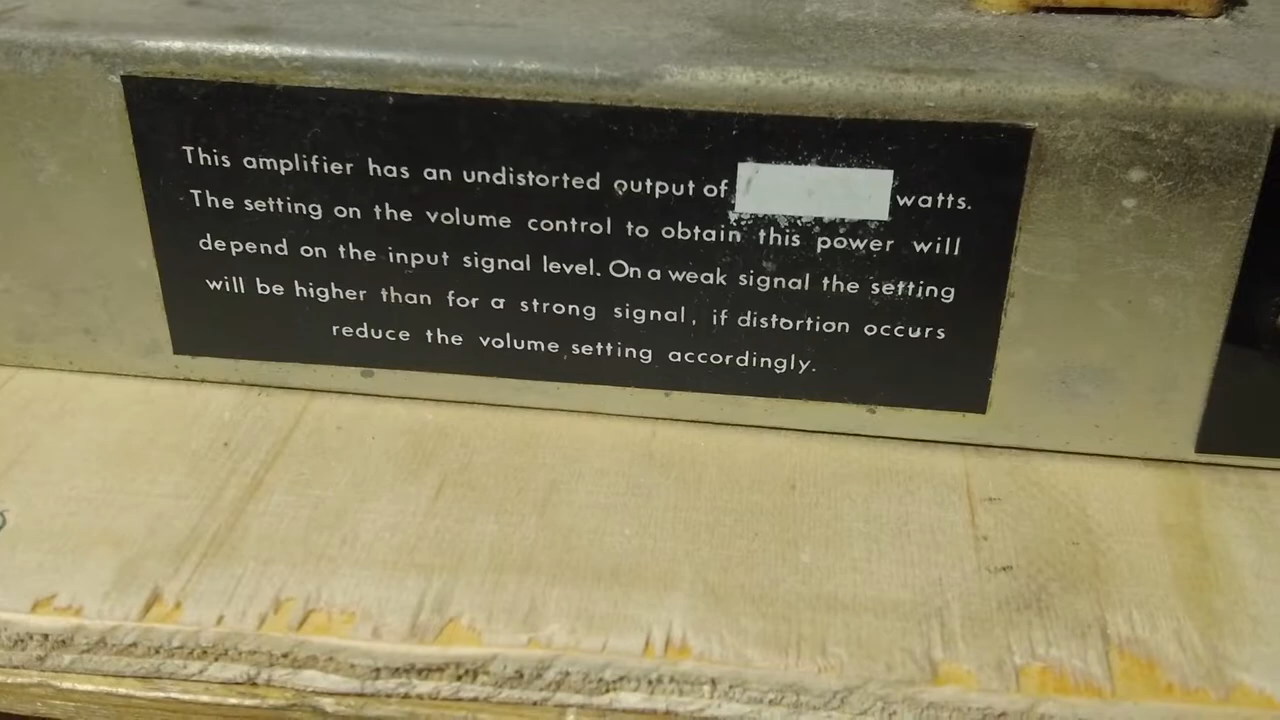 This amplifier has an undistorted output of watts.
The setting on the volume control to obtain this power will
depend on the input signal level. On a weak signal the setting
will be higher than for a strong signal, if distortion occurs
reduce the volume setting accordingly.